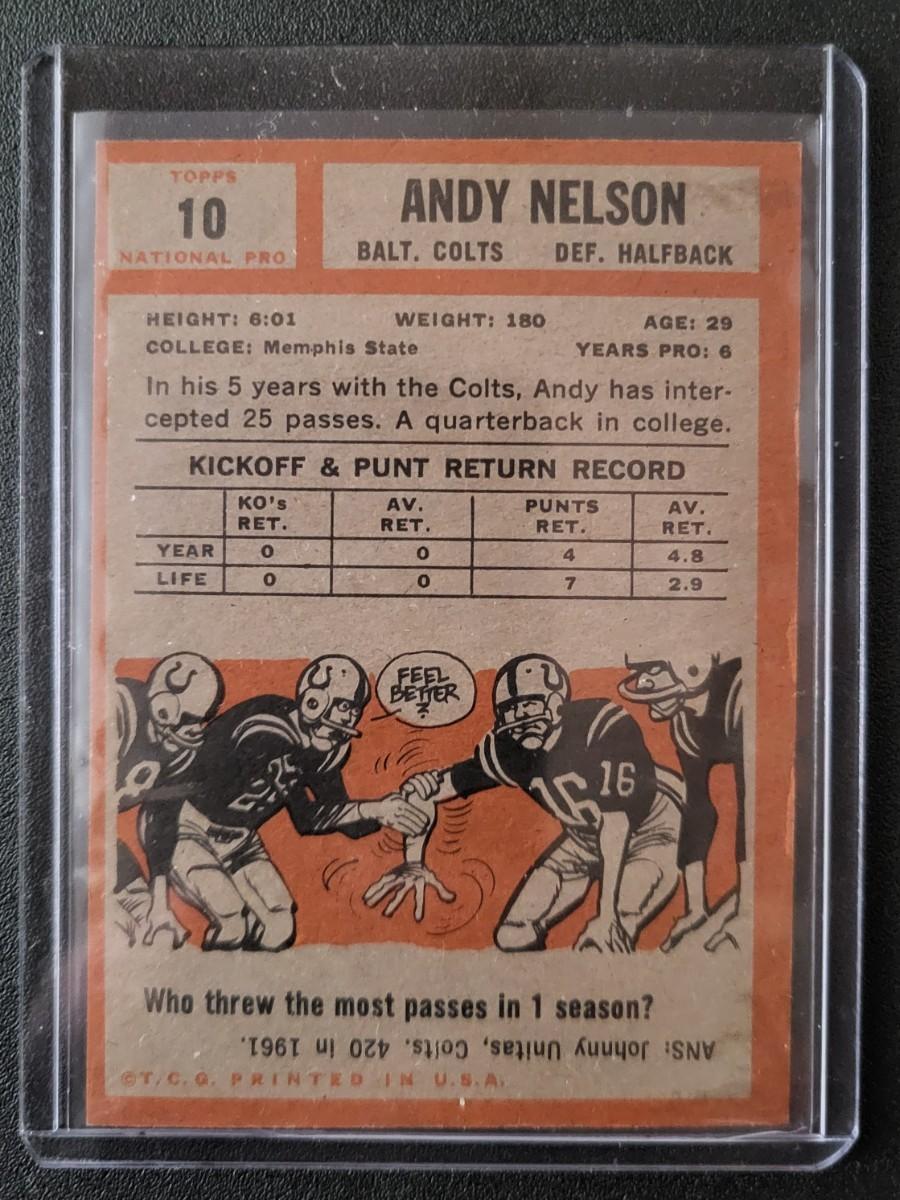 TOPPS
10
NATIONAL PRO
ANDY NELSON
BALT. COLTS DEF. HALFBACK
HEIGHT: 6:01 WEIGHT: 180 AGE: 29
COLLEGE: Memphis State YEARS PRO: 6
In his 5 years with the Colts, Andy has inter-
cepted 25 passes. A quarterback in college.
KICKOFF & PUNT RETURN RECORD
KO's AV. PUNTS AV.
RET. RET. RET. RET.
YEAR 0 0 4 4.8
LIFE 0 0 7 2.9
FEEL
BETTER
?
16 16
8
Who threw the most passes in 1 season?
ANS: Johnny Unitas, Colts. 420 in 1961.
©T.C.G. PRINTED IN U.S.A.